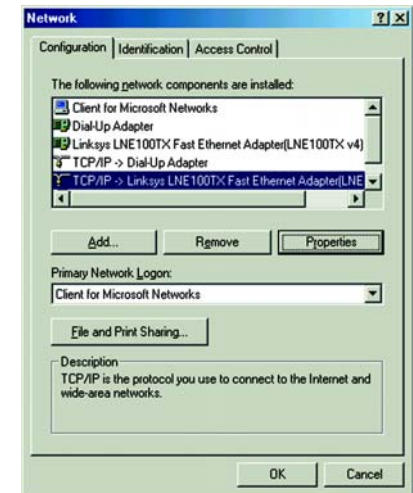 Network
Configuration Identification Access Control
The following network components are installed:
Client for Microsoft Networks
Dial-Up Adapter
Linksys LNE100TX Fast Ethernet Adapter(LNE100TX v4)
TCP/IP -> Dial-Up Adapter
TCP/IP -> Linksys LNE100TX Fast Ethernet Adapter(LNE
Add... Remove Properties
Primary Network Logon:
Client for Microsoft Networks
File and Print Sharing...
Description
TCP/IP is the protocol you use to connect to the Internet and
wide-area networks.
OK Cancel